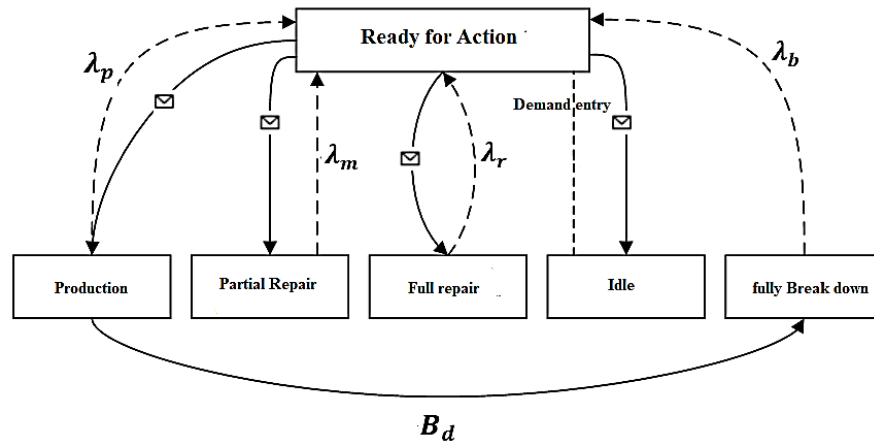 Ready for Action
λp
λb
Demand entry
λm
λr
Production
Partial Repair
Full repair
Idle
fully Break down
Bd